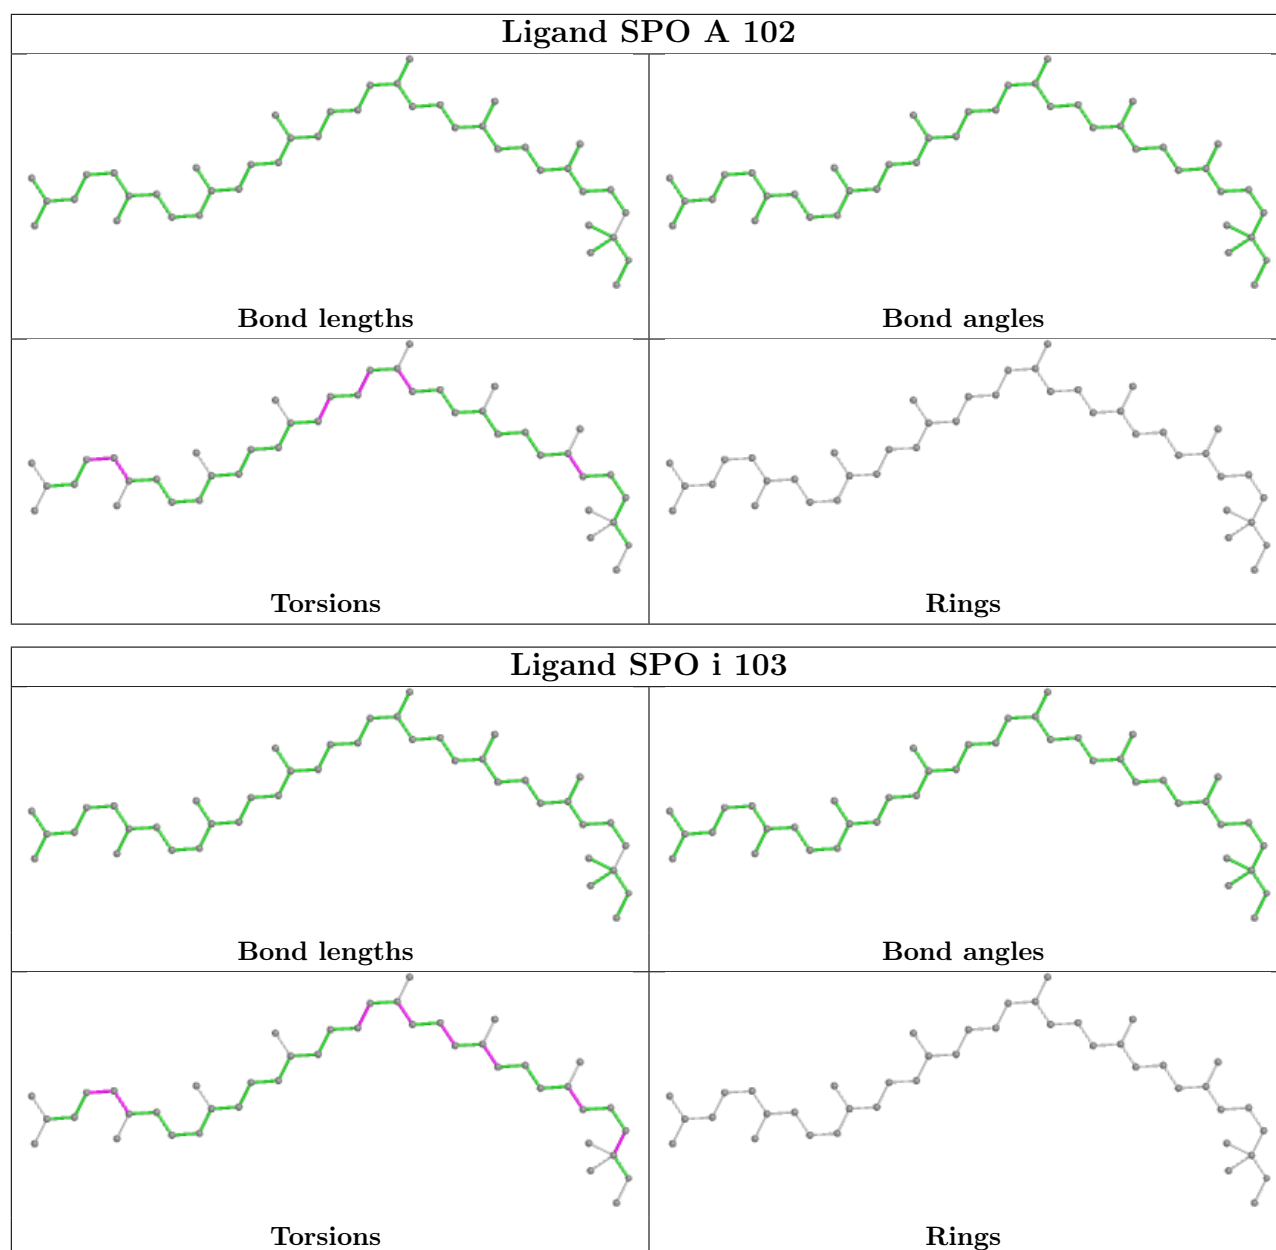 Ligand SPO A 102
Bond lengths
Bond angles
Torsions
Rings
Ligand SPO i 103
Bond lengths
Bond angles
Torsions
Rings